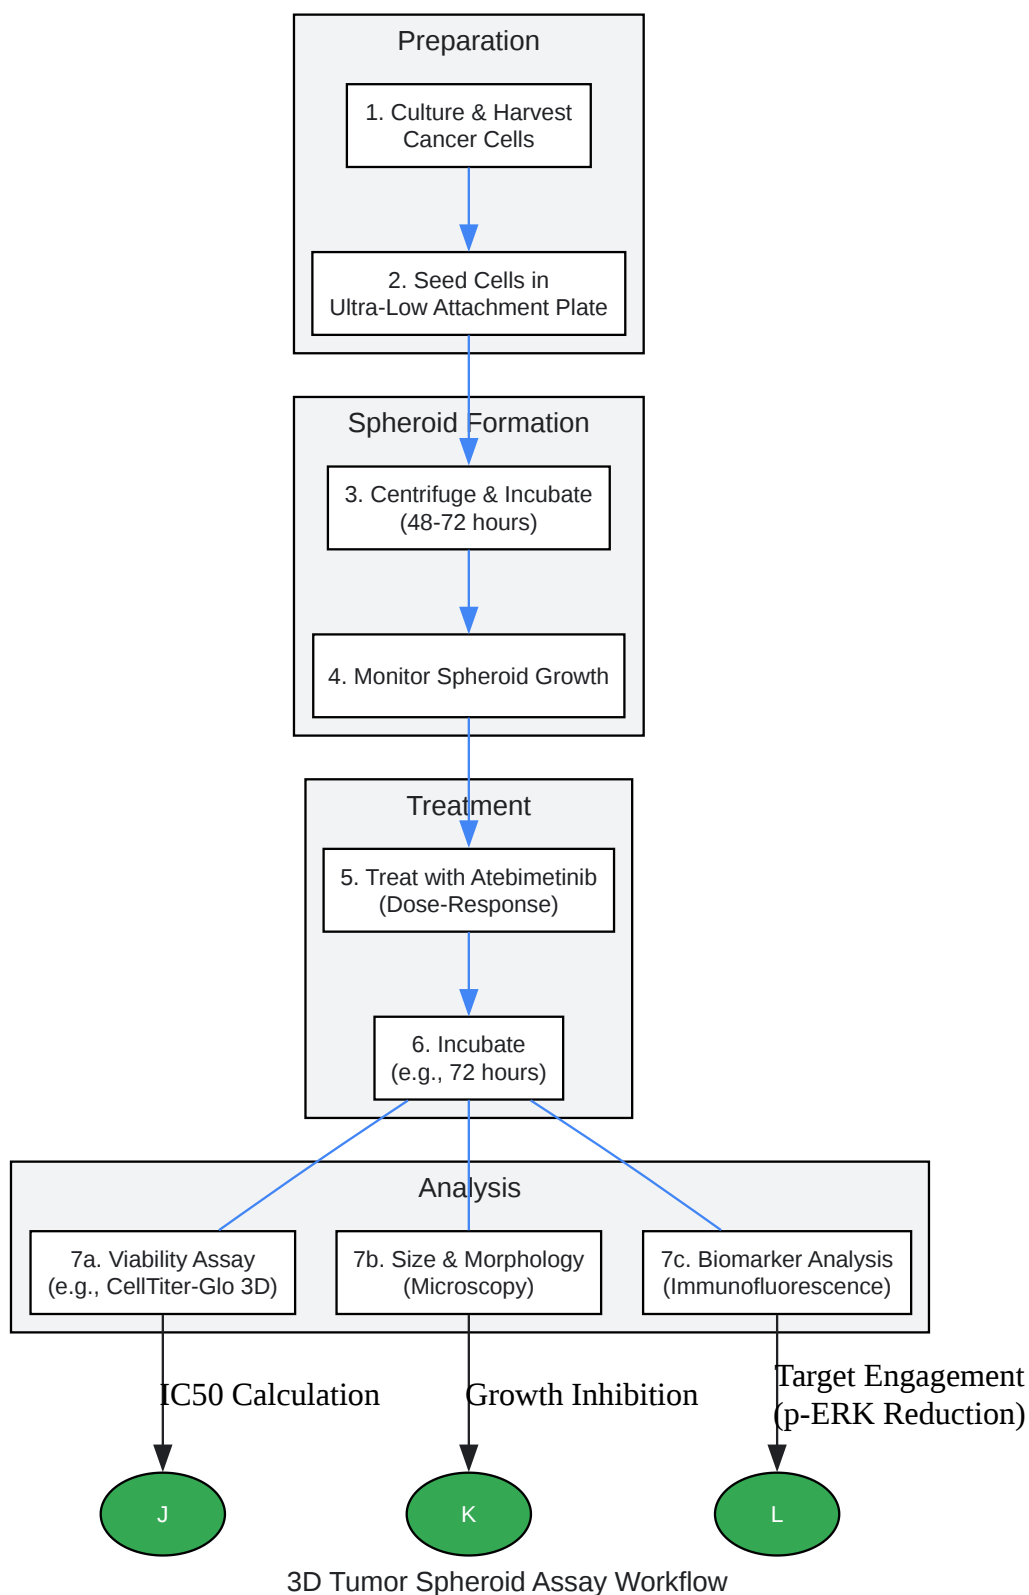 Preparation
1. Culture & Harvest
Cancer Cells
2. Seed Cells in
Ultra-Low Attachment Plate
Spheroid Formation
3. Centrifuge & Incubate
(48-72 hours)
4. Monitor Spheroid Growth
Treatment
5. Treat with Atebimetinib
(Dose-Response)
6. Incubate
(e.g., 72 hours)
Analysis
7a. Viability Assay
(e.g., CellTiter-Glo 3D)
7b. Size & Morphology
(Microscopy)
7c. Biomarker Analysis
(Immunofluorescence)
IC50 Calculation
Growth Inhibition
Target Engagement
(p-ERK Reduction)
J
K
L
3D Tumor Spheroid Assay Workflow